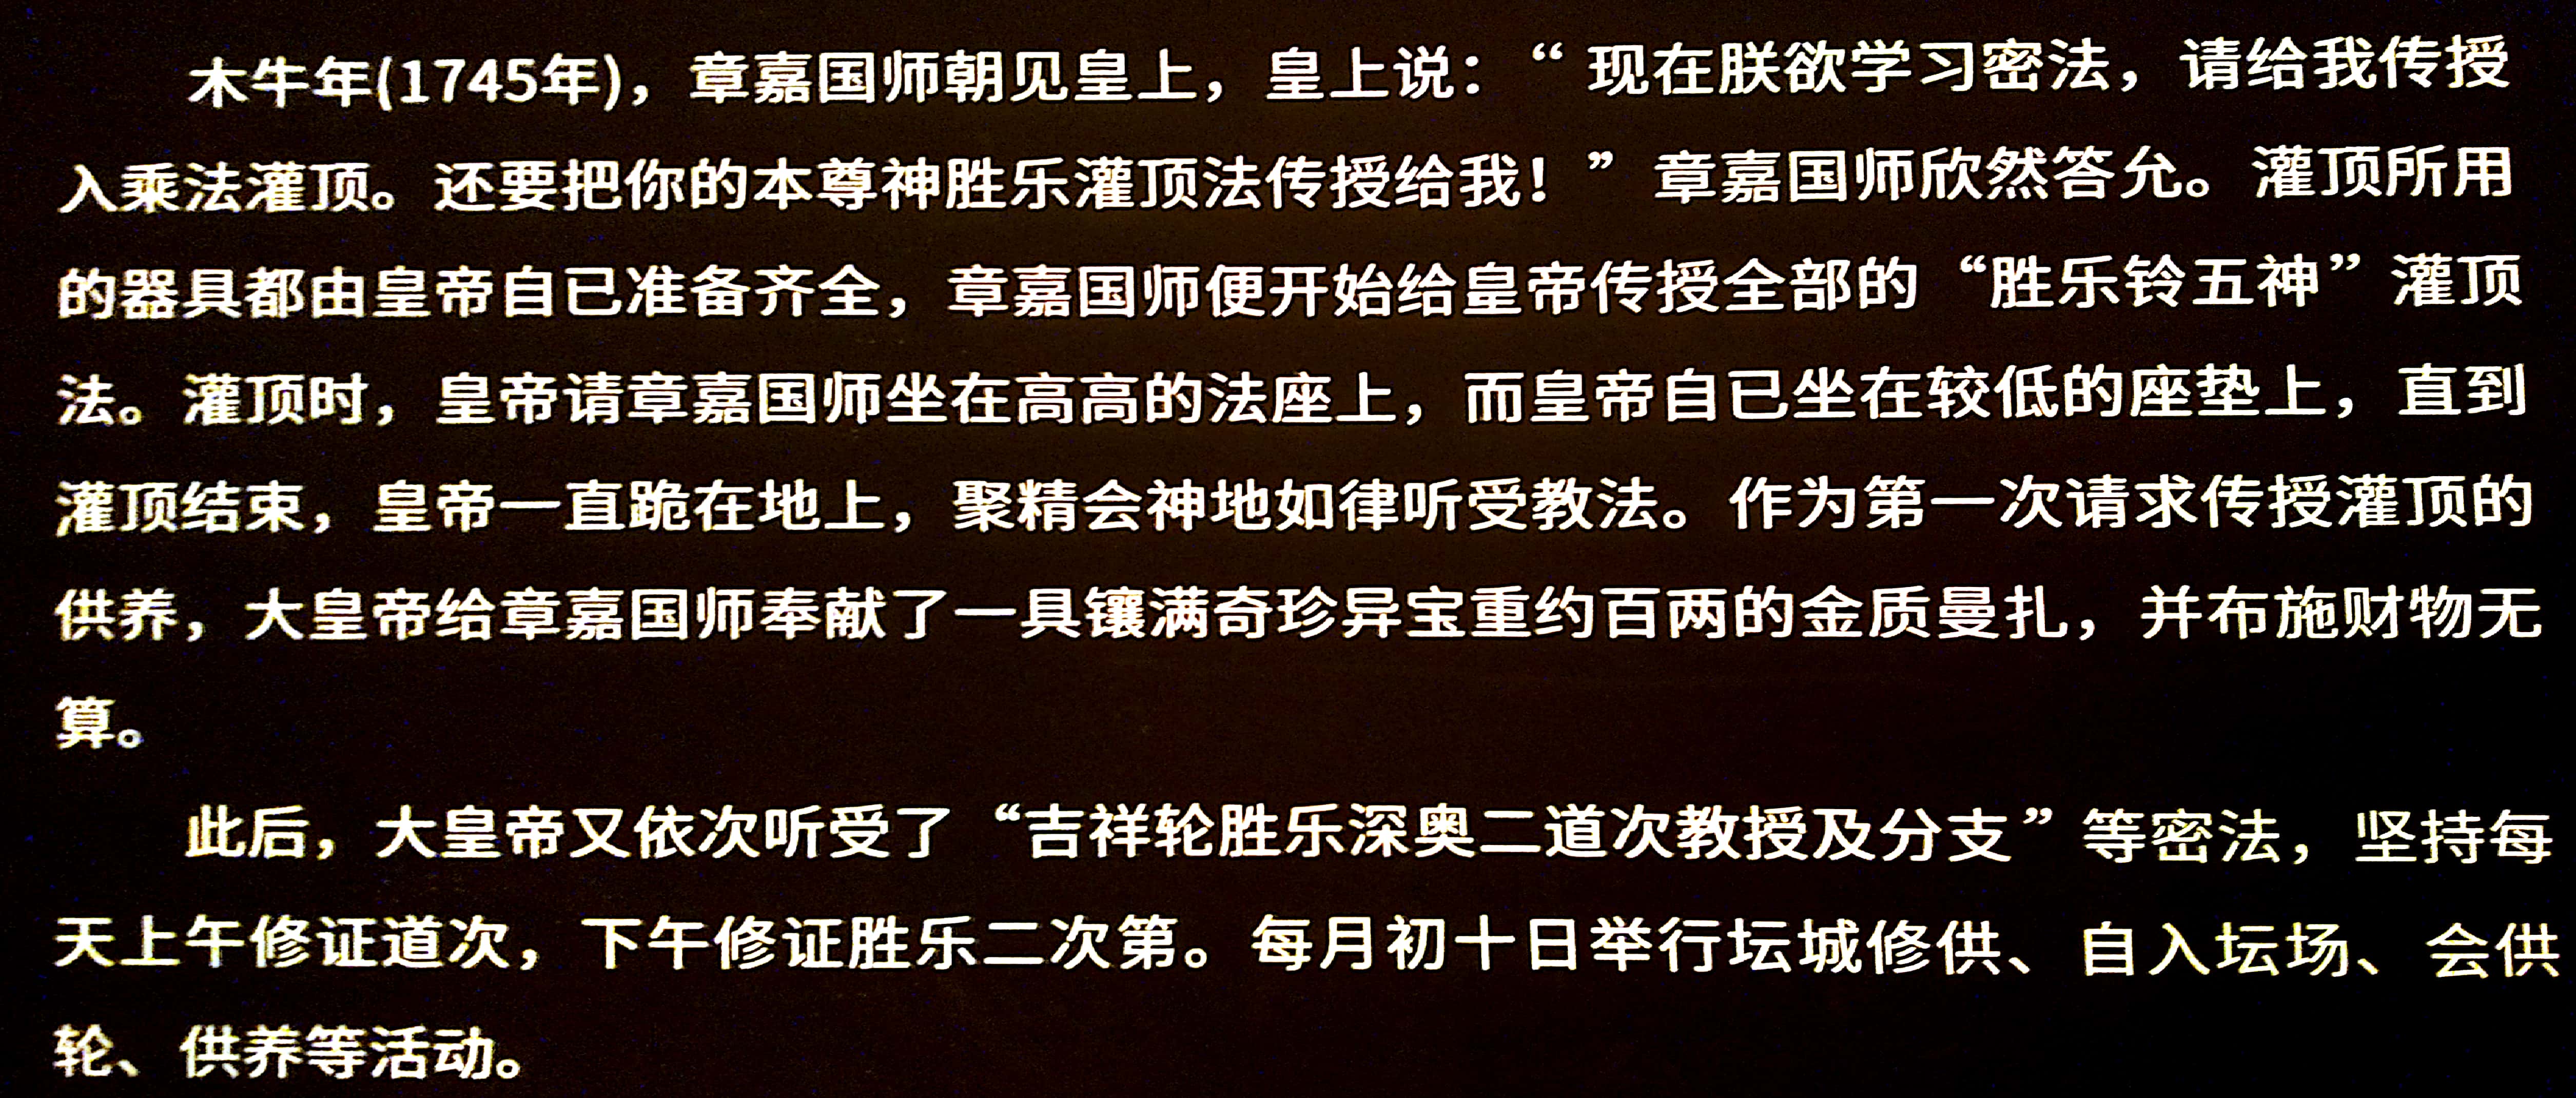 木牛年(1745年)，章嘉国师朝见皇上，皇上说：“现在朕欲学习密法，请给我传授
入乘法灌顶。还要把你的本尊神胜乐灌顶法传授给我！”章嘉国师欣然答允。灌顶所用
的器具都由皇帝自已准备齐全，章嘉国师便开始给皇帝传授全部的“胜乐铃五神”灌顶
法。灌顶时，皇帝请章嘉国师坐在高高的法座上，而皇帝自已坐在较低的座垫上，直到
灌顶结束，皇帝一直跪在地上，聚精会神地如律听受教法。作为第一次请求传授灌顶的
供养，大皇帝给章嘉国师奉献了一具镶满奇珍异宝重约百两的金质曼扎，并布施财物无
算。
此后，大皇帝又依次听受了“吉祥轮胜乐深奥二道次教授及分支”等密法，坚持每
天上午修证道次，下午修证胜乐二次第。每月初十日举行坛城修供、自入坛场、会供
轮、供养等活动。